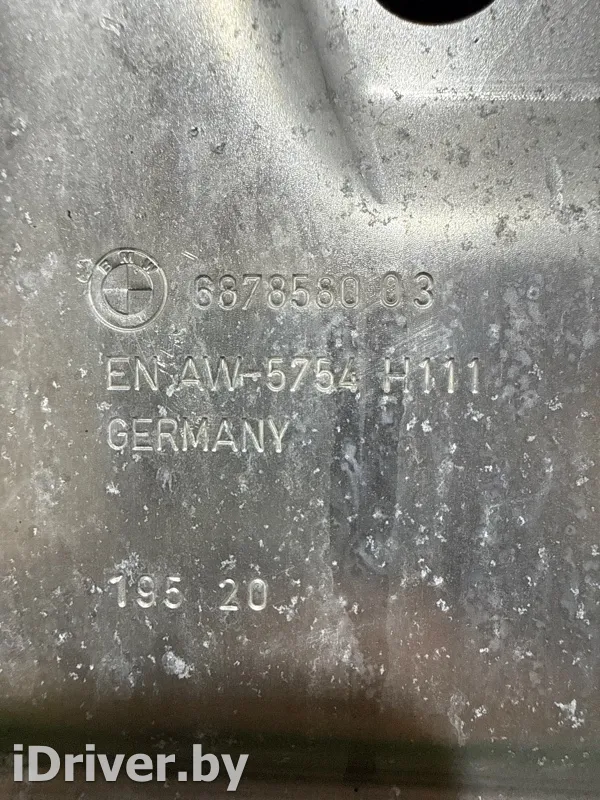 BMW 6878580 03
EN AW-5754 H111
GERMANY
195 20
iDriver.by